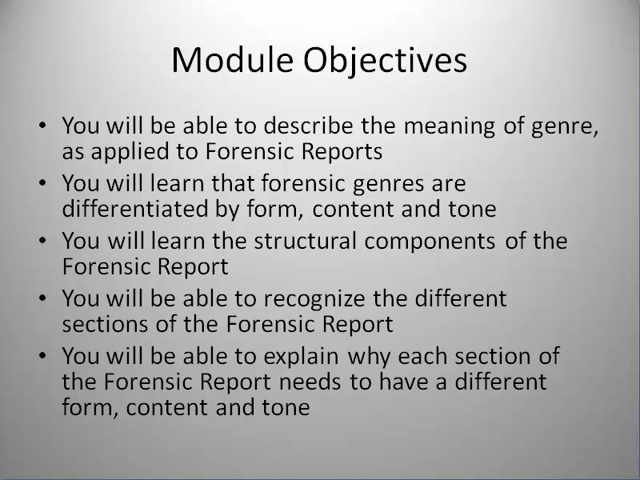 Module Objectives
• You will be able to describe the meaning of genre,
as applied to Forensic Reports
• You will learn that forensic genres are
differentiated by form, content and tone
• You will learn the structural components of the
Forensic Report
• You will be able to recognize the different
sections of the Forensic Report
• You will be able to explain why each section of
the Forensic Report needs to have a different
form, content and tone